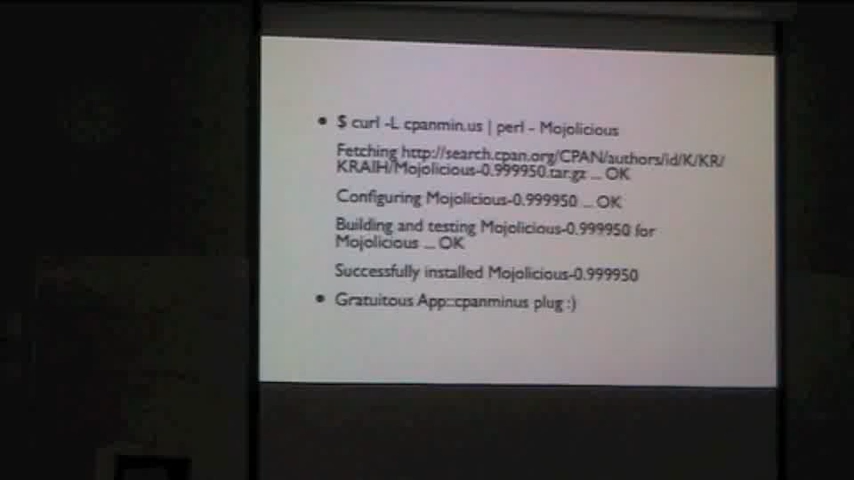 • $ curl -L cpanmin.us | perl - Mojolicious
Fetching http://search.cpan.org/CPAN/authors/id/K/KR/
KRAIH/Mojolicious-0.999950.tar.gz ... OK
Configuring Mojolicious-0.999950 ... OK
Building and testing Mojolicious-0.999950 for
Mojolicious ... OK
Successfully installed Mojolicious-0.999950
• Gratuitous App::cpanminus plug :)